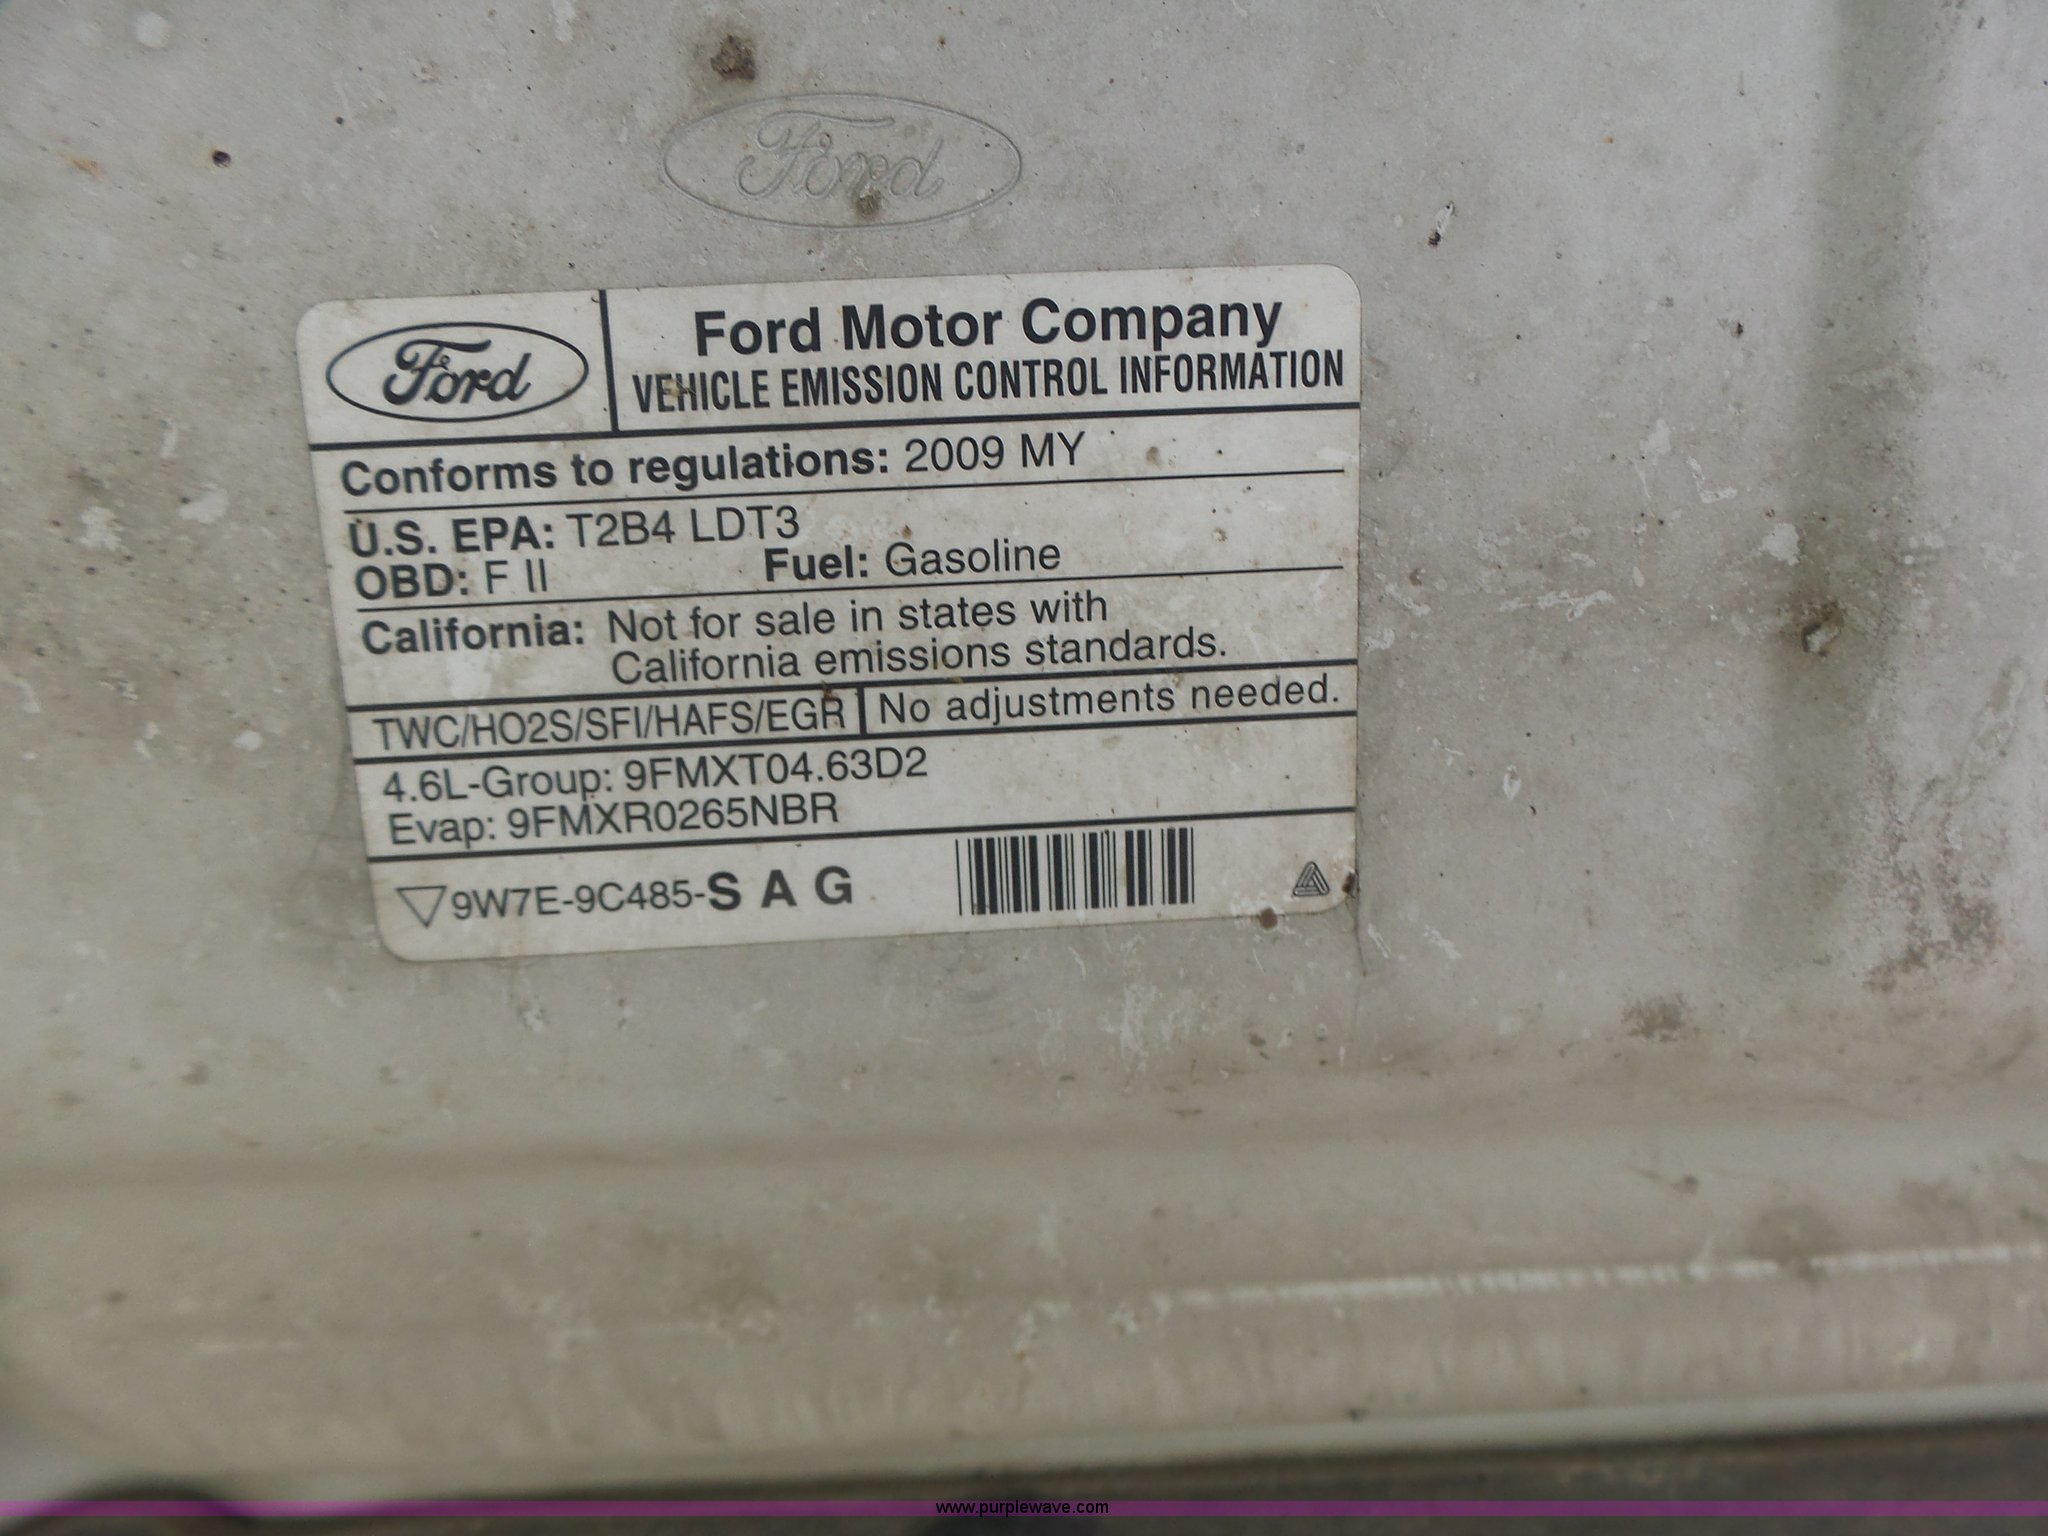 Ford
Ford
Ford Motor Company
VEHICLE EMISSION CONTROL INFORMATION
Conforms to regulations: 2009 MY
U.S. EPA: T2B4 LDT3
OBD: F II Fuel: Gasoline
California: Not for sale in states with
California emissions standards.
TWC/HO2S/SFI/HAFS/EGR No adjustments needed.
4.6L-Group: 9FMXT04.63D2
Evap: 9FMXR0265NBR
9W7E-9C485-S A G
www.purplewave.com